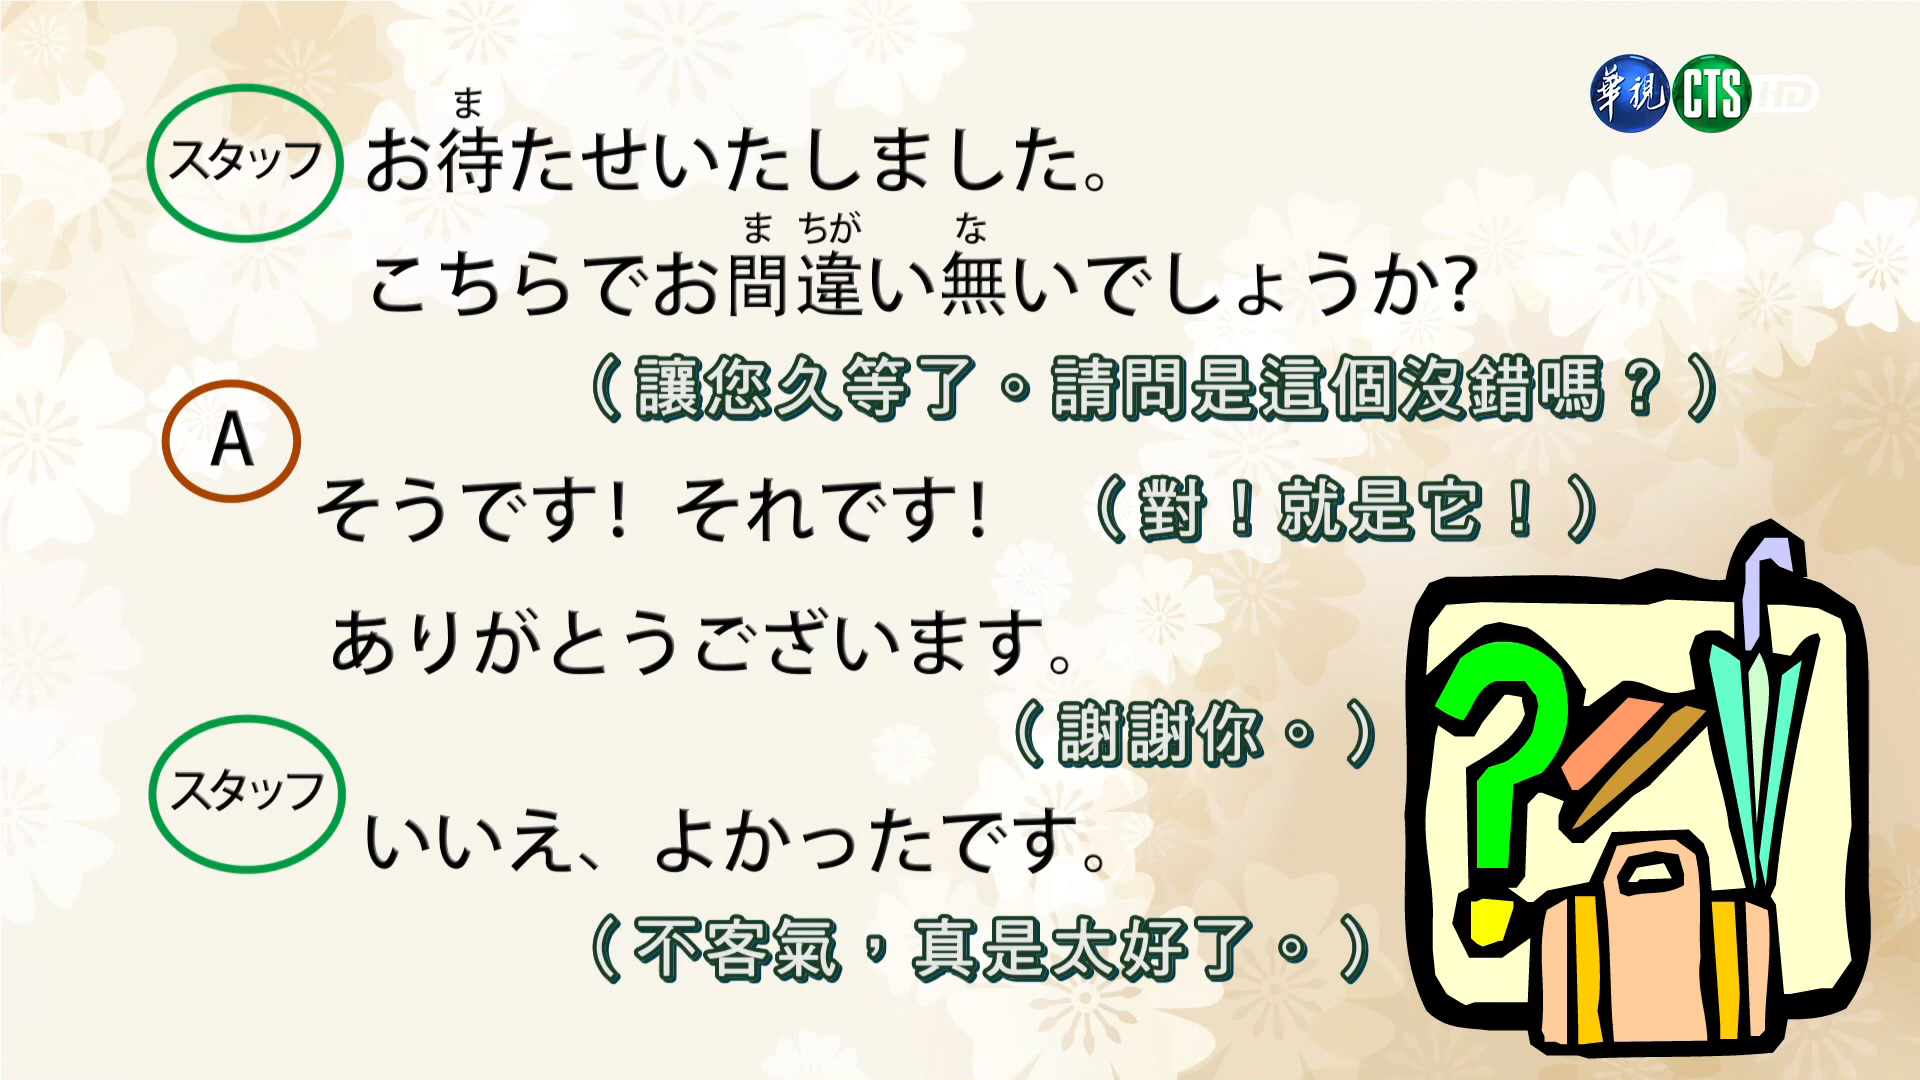 華視 CTS HD
ま
スタッフ お待たせいたしました。
ま ちが な
こちらでお間違い無いでしょうか?
（讓您久等了。請問是這個沒錯嗎？）
A
そうです! それです! （對！就是它！）
ありがとうございます。
（謝謝你。）
スタッフ
いいえ、よかったです。
（不客氣，真是太好了。）